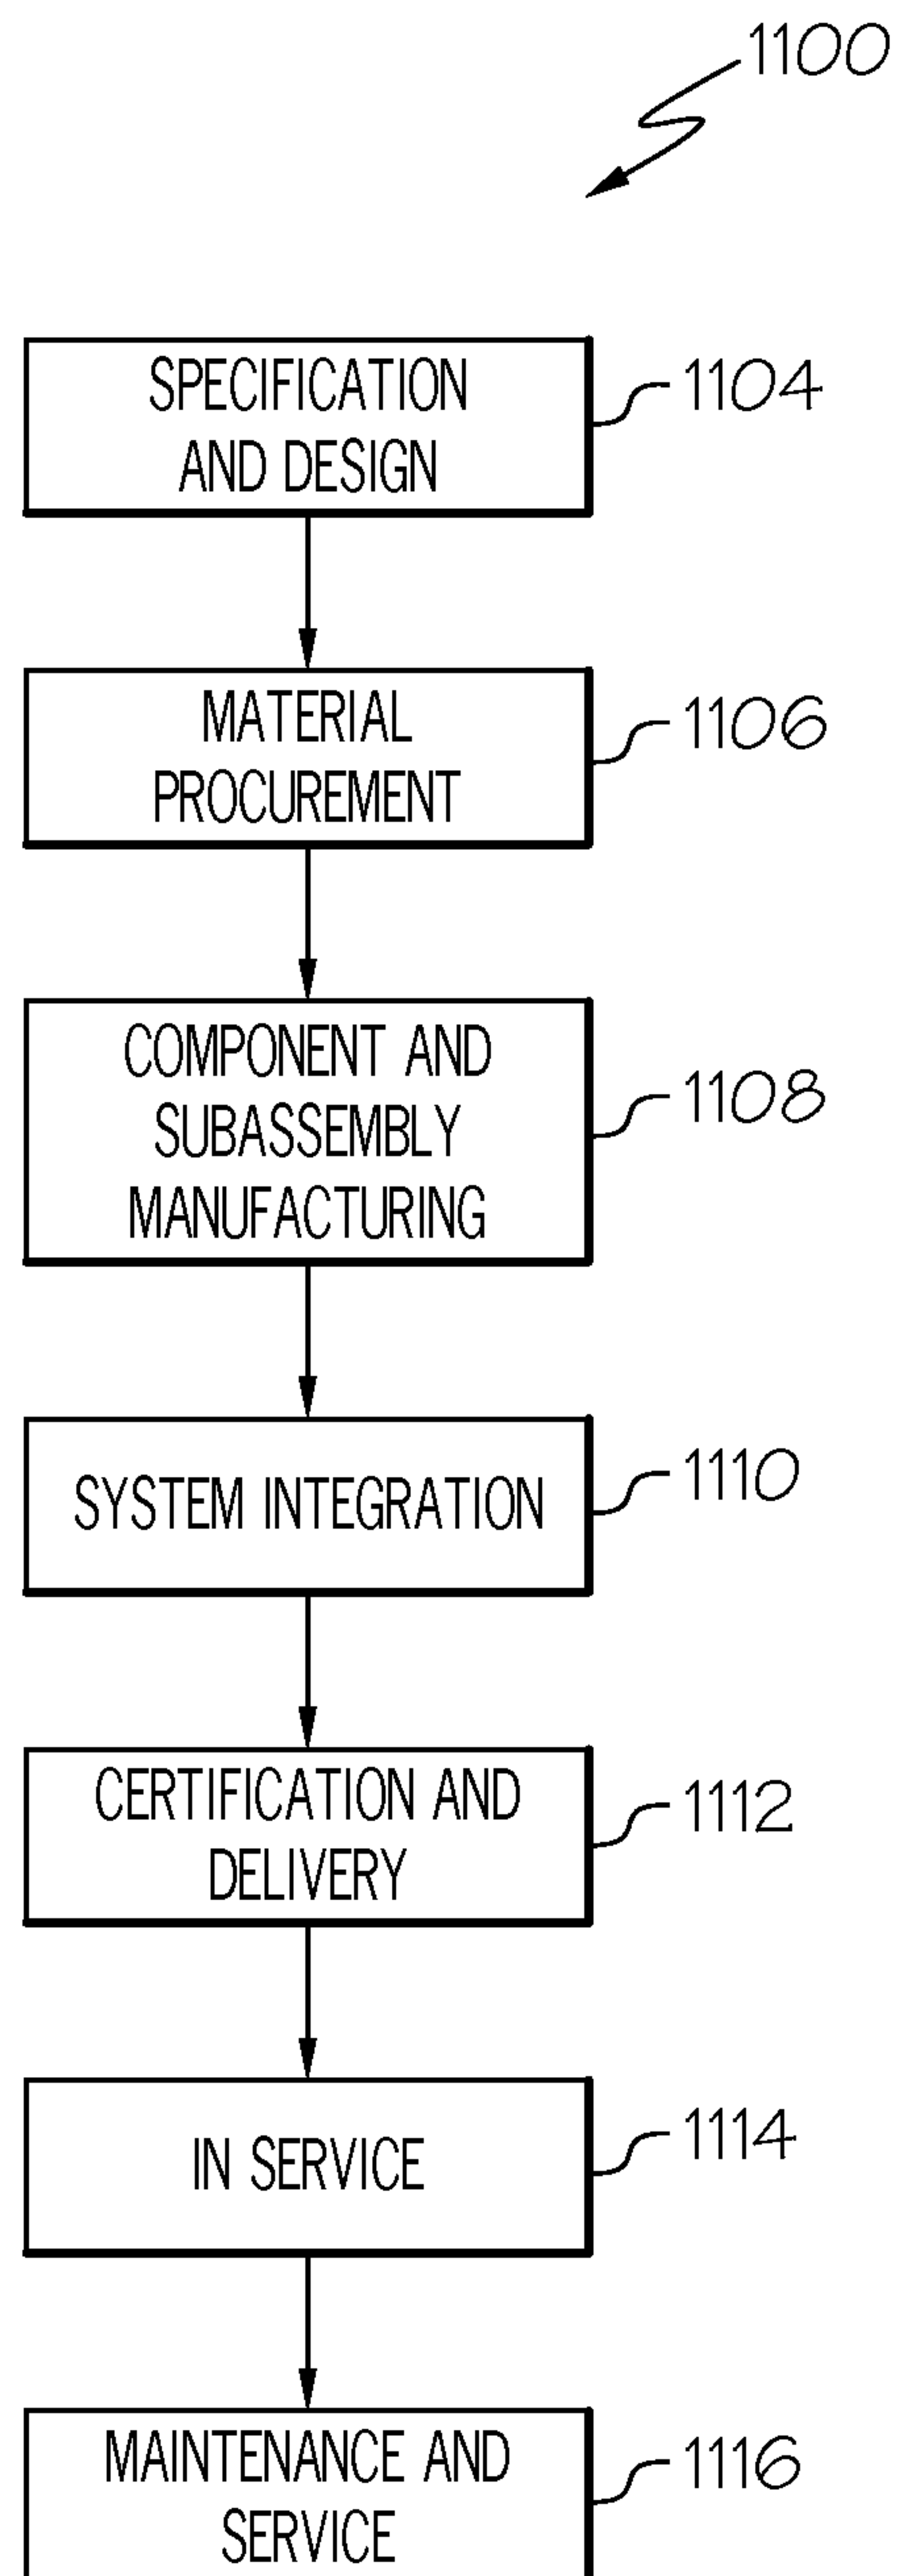 1100
SPECIFICATION
AND DESIGN
1104
MATERIAL
PROCUREMENT
1106
COMPONENT AND
SUBASSEMBLY
MANUFACTURING
1108
SYSTEM INTEGRATION
1110
CERTIFICATION AND
DELIVERY
1112
IN SERVICE
1114
MAINTENANCE AND
SERVICE
1116